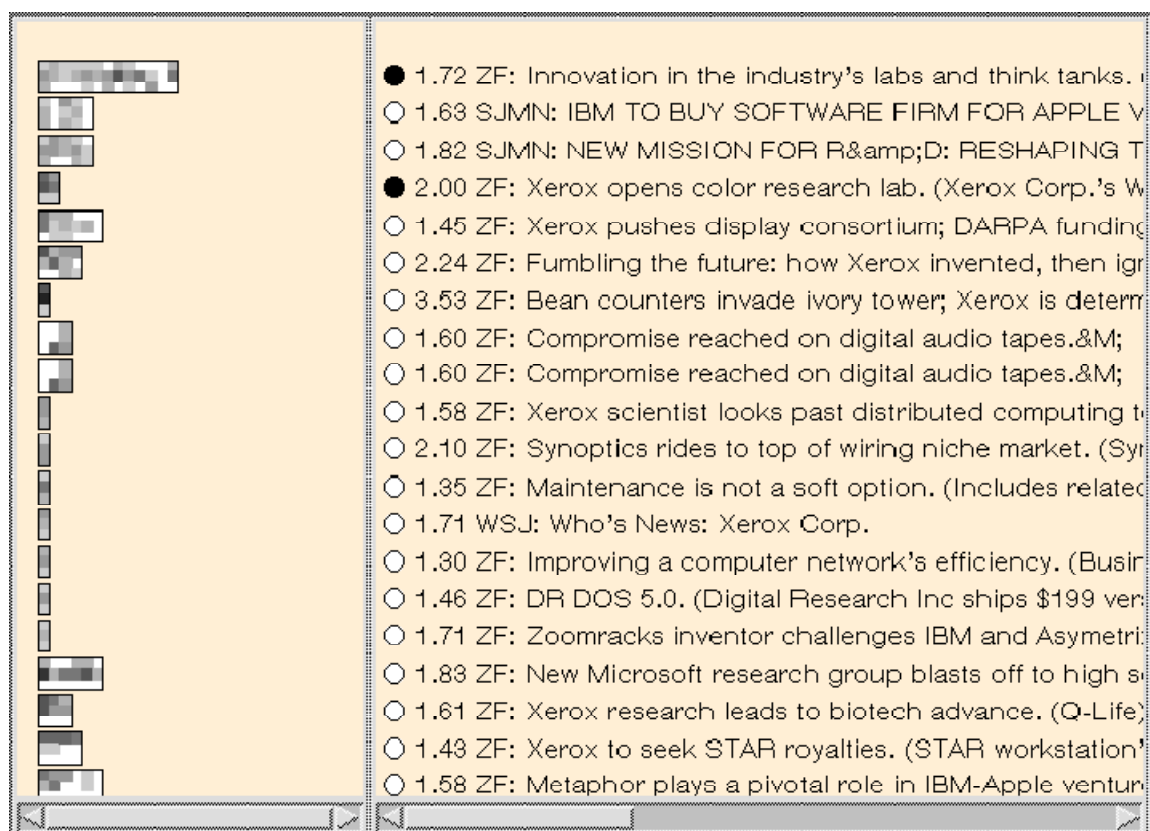 1.72 ZF: Innovation in the industry's labs and think tanks.
1.63 SJMN: IBM TO BUY SOFTWARE FIRM FOR APPLE V
1.82 SJMN: NEW MISSION FOR R&amp;D: RESHAPING T
2.00 ZF: Xerox opens color research lab. (Xerox Corp.'s W
1.45 ZF: Xerox pushes display consortium; DARPA funding
2.24 ZF: Fumbling the future: how Xerox invented, then ign
3.53 ZF: Bean counters invade ivory tower; Xerox is determ
1.60 ZF: Compromise reached on digital audio tapes.&M;
1.60 ZF: Compromise reached on digital audio tapes.&M;
1.58 ZF: Xerox scientist looks past distributed computing t
2.10 ZF: Synoptics rides to top of wiring niche market. (Syn
1.35 ZF: Maintenance is not a soft option. (Includes related
1.71 WSJ: Who's News: Xerox Corp.
1.30 ZF: Improving a computer network's efficiency. (Busin
1.46 ZF: DR DOS 5.0. (Digital Research Inc ships $199 ver
1.71 ZF: Zoomracks inventor challenges IBM and Asymetri
1.83 ZF: New Microsoft research group blasts off to high s
1.61 ZF: Xerox research leads to biotech advance. (Q-Life)
1.43 ZF: Xerox to seek STAR royalties. (STAR workstation'
1.58 ZF: Metaphor plays a pivotal role in IBM-Apple ventur